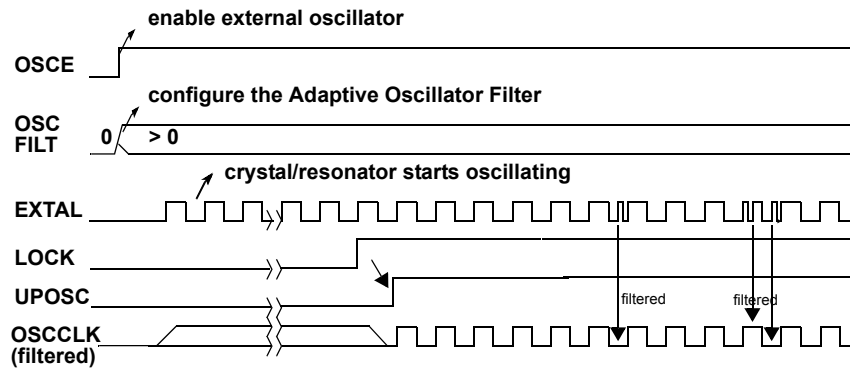 enable external oscillator
OSCE
configure the Adaptive Oscillator Filter
OSC
FILT
0 > 0
crystal/resonator starts oscillating
EXTAL
LOCK
UPOSC
filtered
filtered
OSCCLK
(filtered)